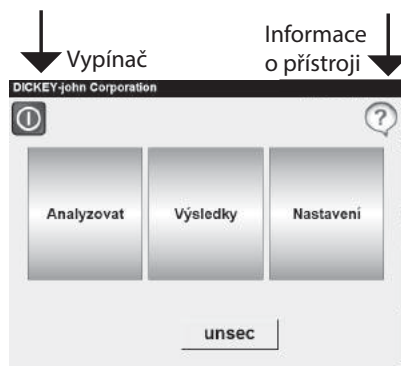 Vypínač
Informace
o přístroji
DICKEY-john Corporation
?
Analyzovat
Výsledky
Nastavení
unsec